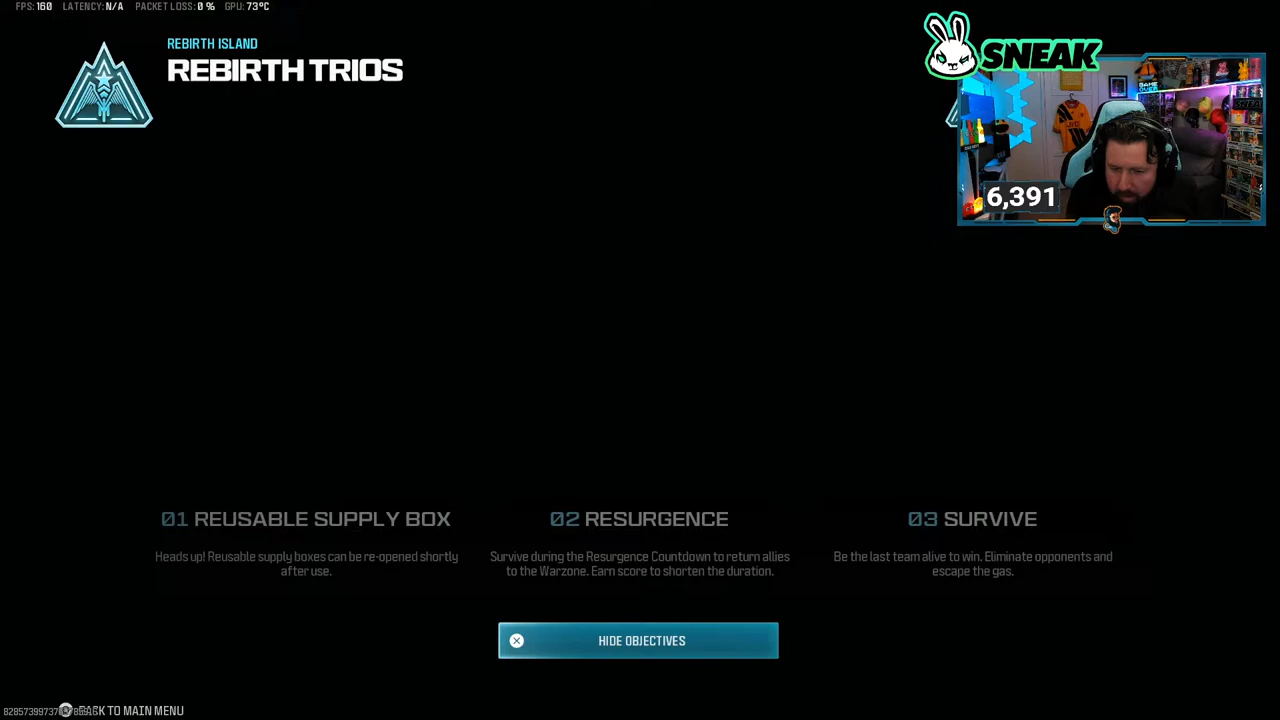 FPS: 160 LATENCY: N/A PACKET LOSS: 0 % GPU: 73°C
REBIRTH ISLAND
REBIRTH TRIOS
SNEAK
6,391
01 REUSABLE SUPPLY BOX
Heads up! Reusable supply boxes can be re-opened shortly
after use.
02 RESURGENCE
Survive during the Resurgence Countdown to return allies
to the Warzone. Earn score to shorten the duration.
03 SURVIVE
Be the last team alive to win. Eliminate opponents and
escape the gas.
HIDE OBJECTIVES
BACK TO MAIN MENU